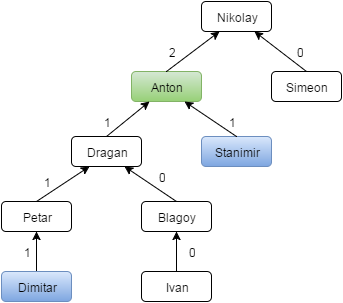 Nikolay
2 0
Anton Simeon
1 1
Dragan Stanimir
1 0
Petar Blagoy
1 0
Dimitar Ivan